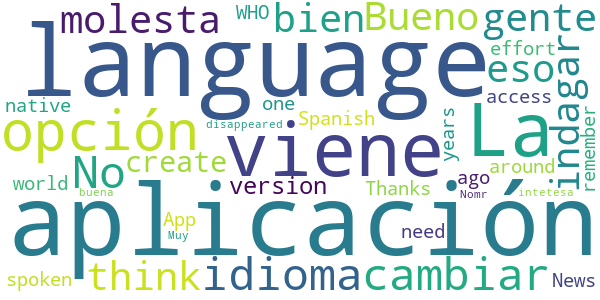 molesta WHO bien Bueno gente
language eso effort
native one access indagar
opción disappeared Spanish viene years La remember
No create around
world buena version Thanks ago Nomr intetesa
aplicación
App Muy need
spoken think idioma cambiar News